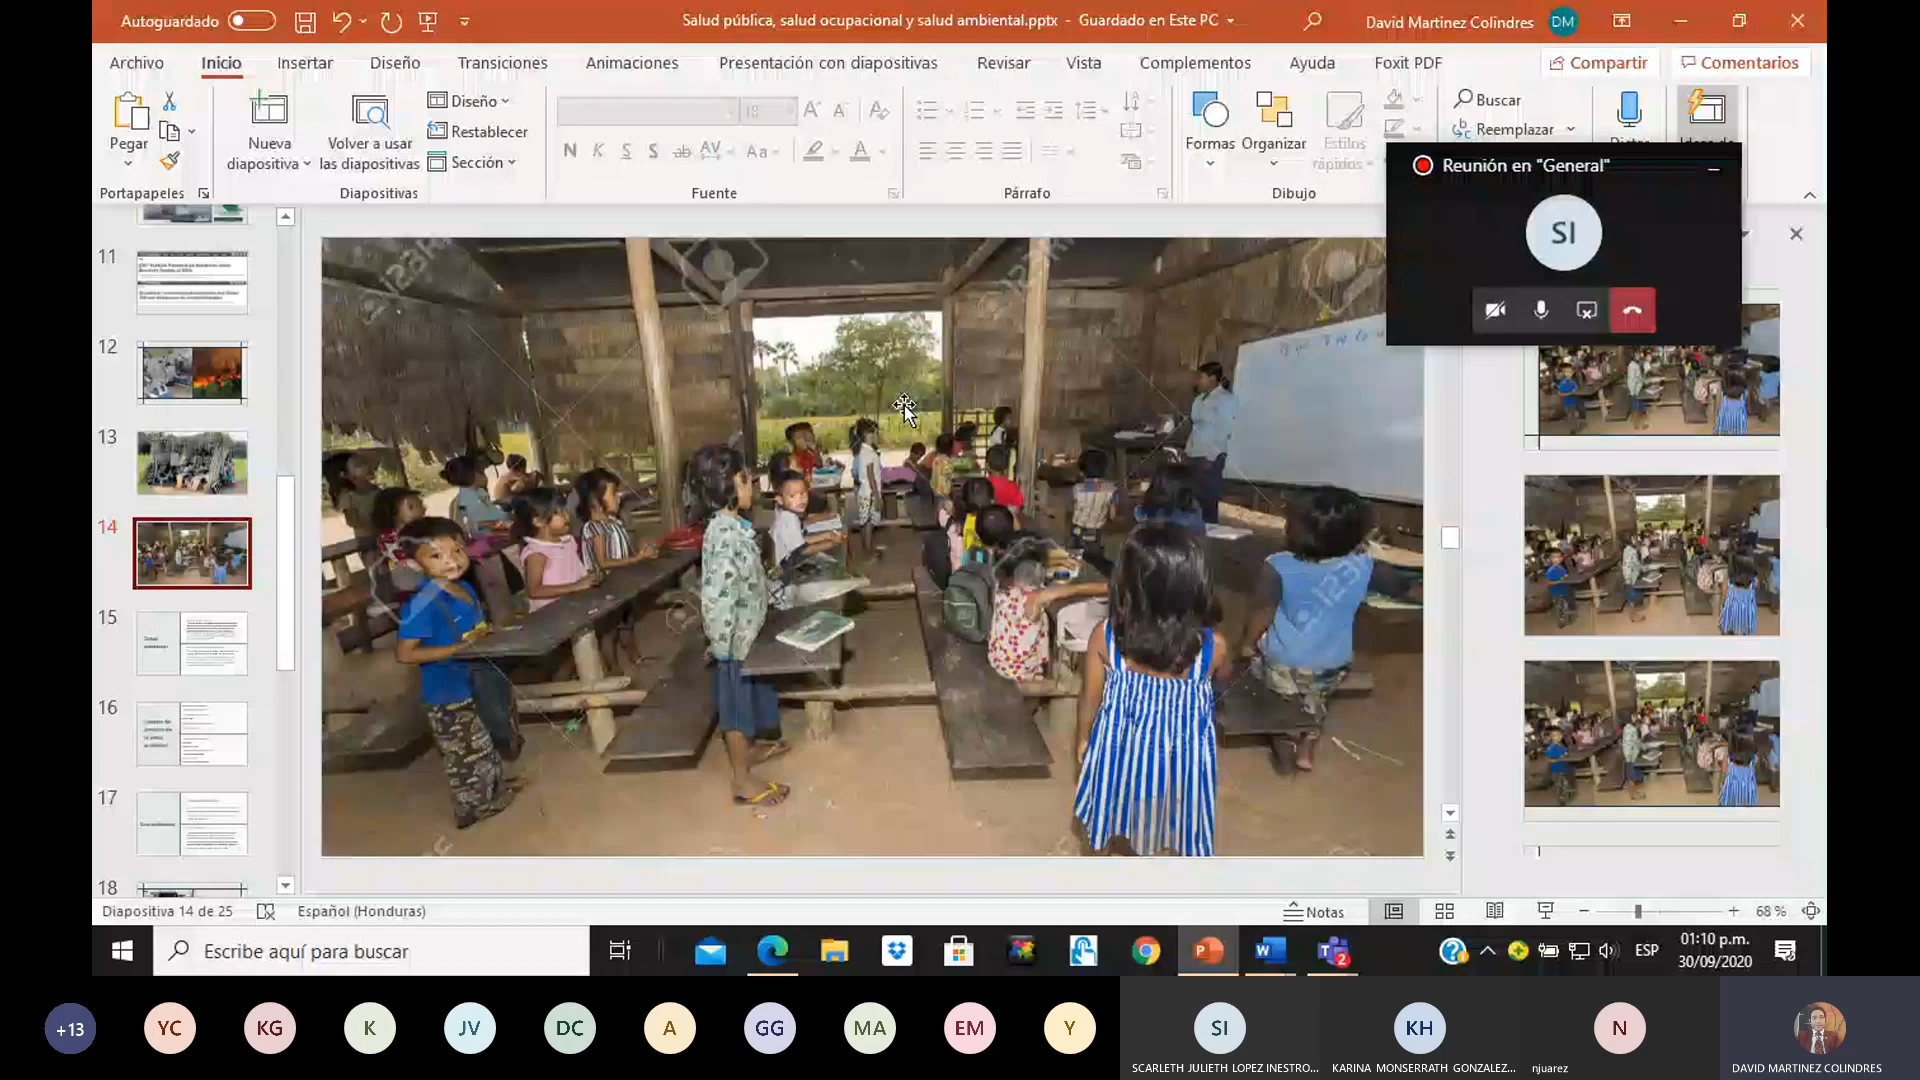 Autoguardado
Salud pública, salud ocupacional y salud ambiental.pptx - Guardado en Este PC
David Martinez Colindres
DM
Archivo Inicio Insertar Diseño Transiciones Animaciones Presentación con diapositivas Revisar Vista Complementos Ayuda Foxit PDF
Compartir Comentarios
Pegar
Nueva diapositiva
Volver a usar las diapositivas
Diseño
Restablecer
Sección
18
N K S S ab AV Aa A
Formas
Organizar
Estilos rápidos
Buscar
Reemplazar
Portapapeles Diapositivas Fuente Párrafo Dibujo
Reunión en "General"
SI
11
12
13
14
15
16
17
18
Diapositiva 14 de 25
Español (Honduras)
Notas
68 %
Escribe aquí para buscar
2
ESP
01:10 p.m.
30/09/2020
+13 YC KG K JV DC A GG MA EM Y SI KH N
SCARLETH JULIETH LOPEZ INESTRO...
KARINA MONSERRATH GONZALEZ...
njuarez
DAVID MARTINEZ COLINDRES